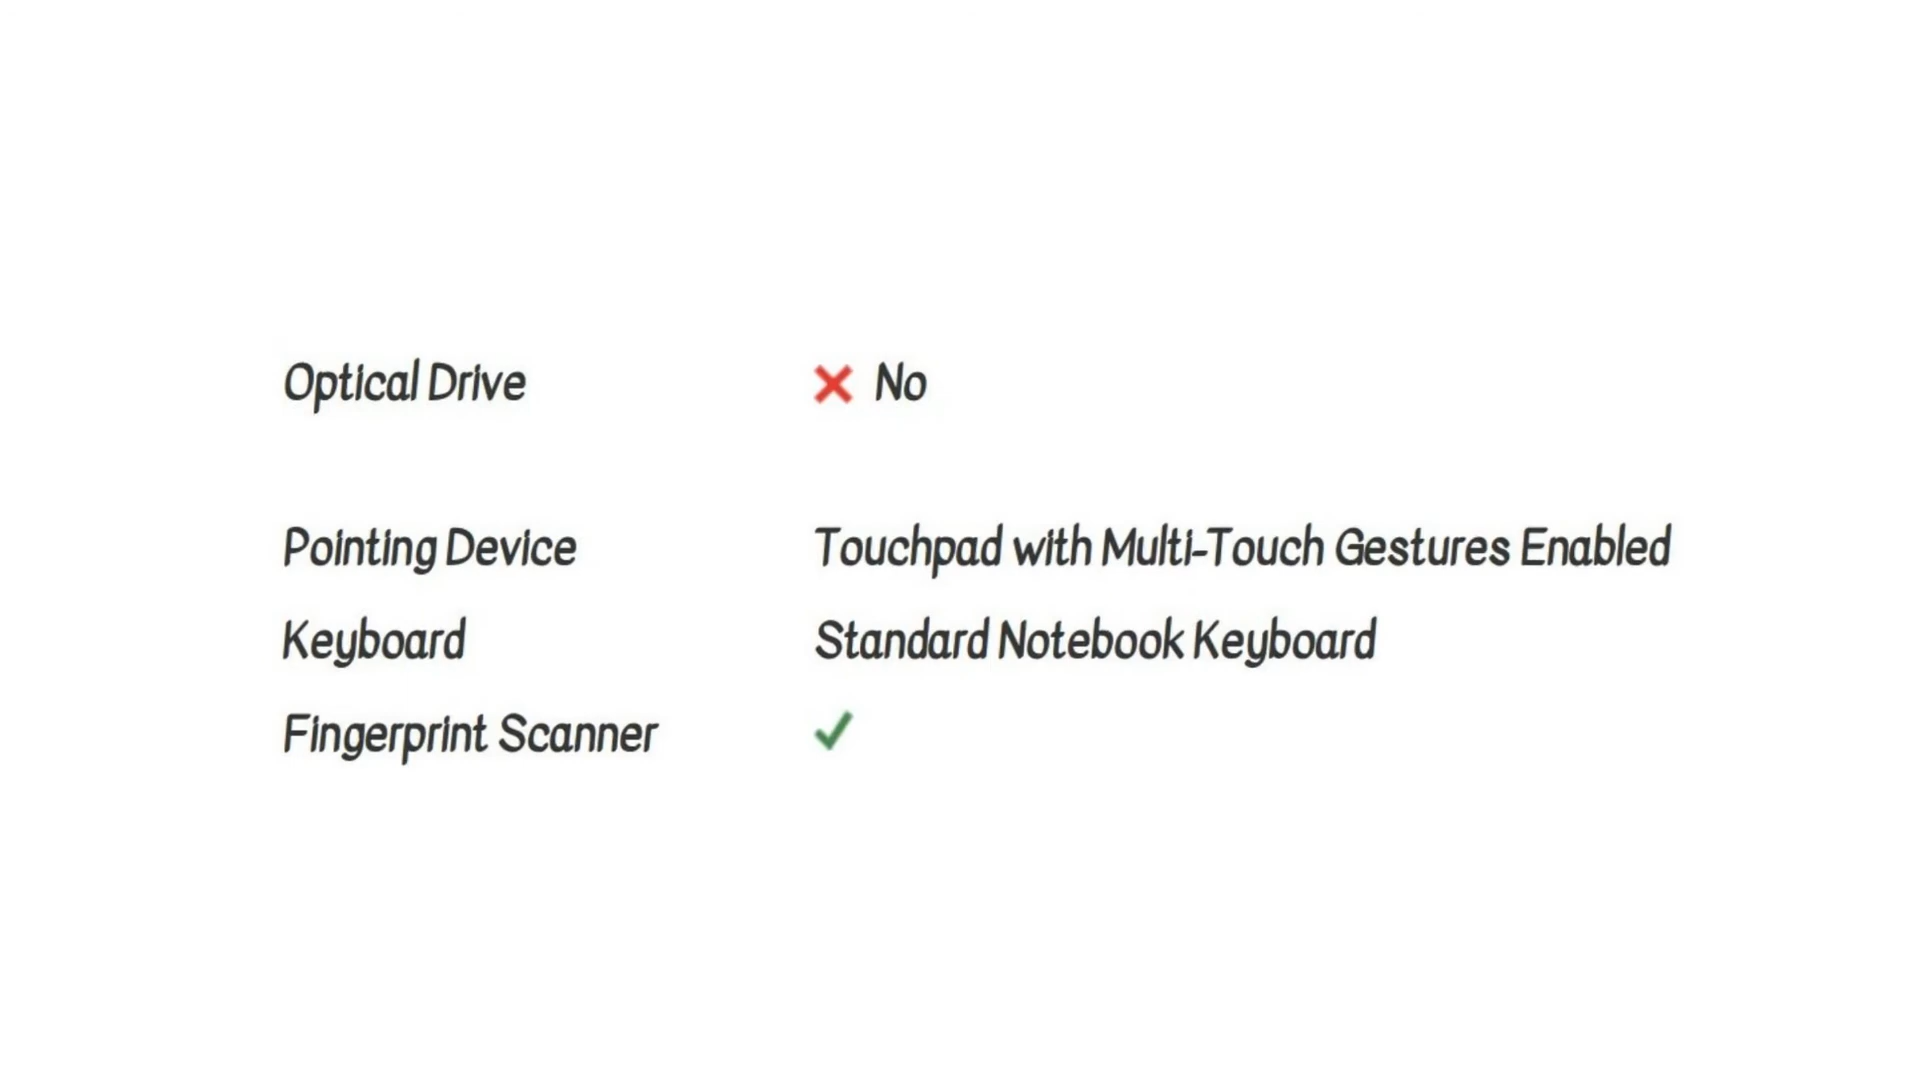 Optical Drive ❌ No
Pointing Device Touchpad with Multi-Touch Gestures Enabled
Keyboard Standard Notebook Keyboard
Fingerprint Scanner ✔